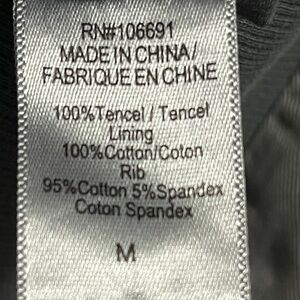 RN#106691
MADE IN CHINA/
FABRIQUE EN CHINE
100%Tencel / Tencel
Lining
100%Cotton/Coton
Rib
95%Cotton 5%Spandex
Coton Spandex
M